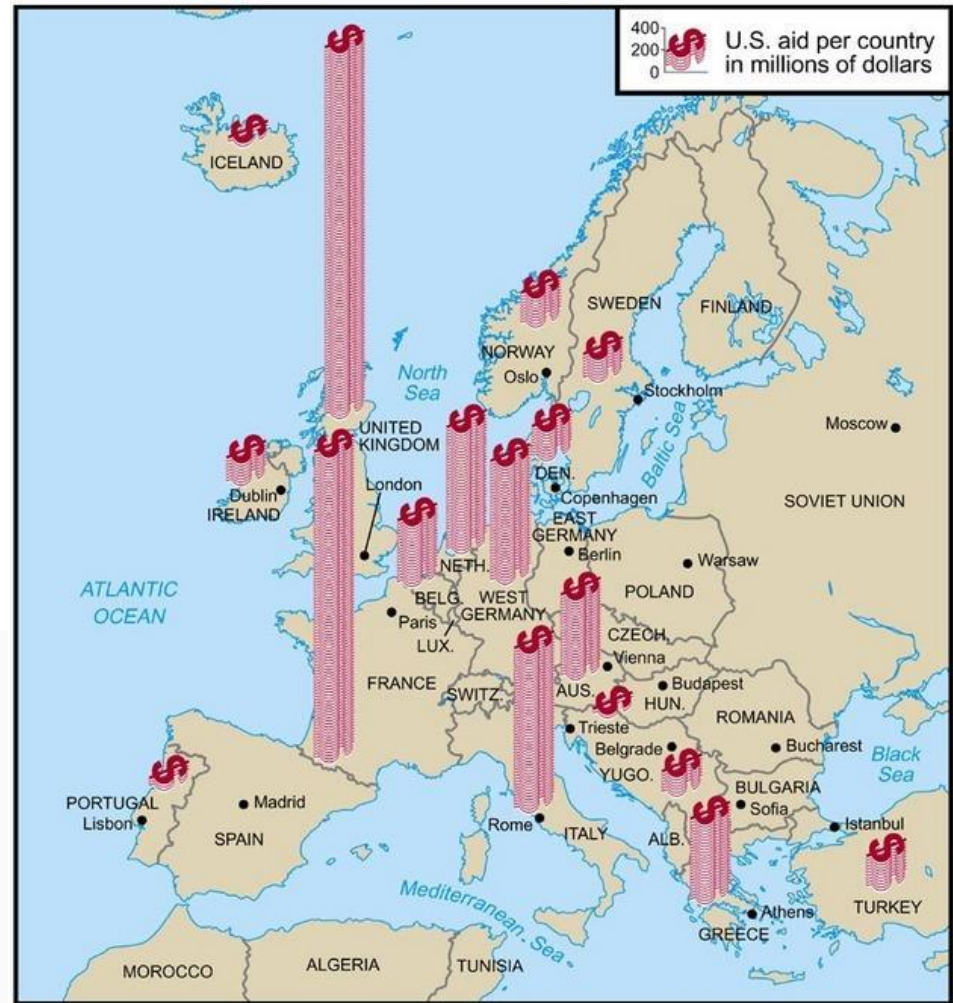 400
200
0
U.S. aid per country
in millions of dollars
$
$
$
ICELAND
$
SWEDEN
FINLAND
NORWAY
Oslo
$
North
Sea
Stockholm
Baltic Sea
Moscow
$
$
UNITED
KINGDOM
$
$
$
Dublin
IRELAND
London
DEN.
Copenhagen
SOVIET UNION
$
EAST
GERMANY
Berlin
NETH.
Warsaw
ATLANTIC
OCEAN
BELG.
WEST
GERMANY
POLAND
Paris
LUX.
$
CZECH.
Vienna
$
FRANCE
SWITZ.
AUS.
Budapest
HUN.
$
ROMANIA
Trieste
Belgrade
Bucharest
YUGO.
Black
Sea
$
$
BULGARIA
Sofia
PORTUGAL
Lisbon
Madrid
SPAIN
Rome
ITALY
ALB.
$
Istanbul
$
TURKEY
Mediterranean Sea
Athens
GREECE
MOROCCO
ALGERIA
TUNISIA